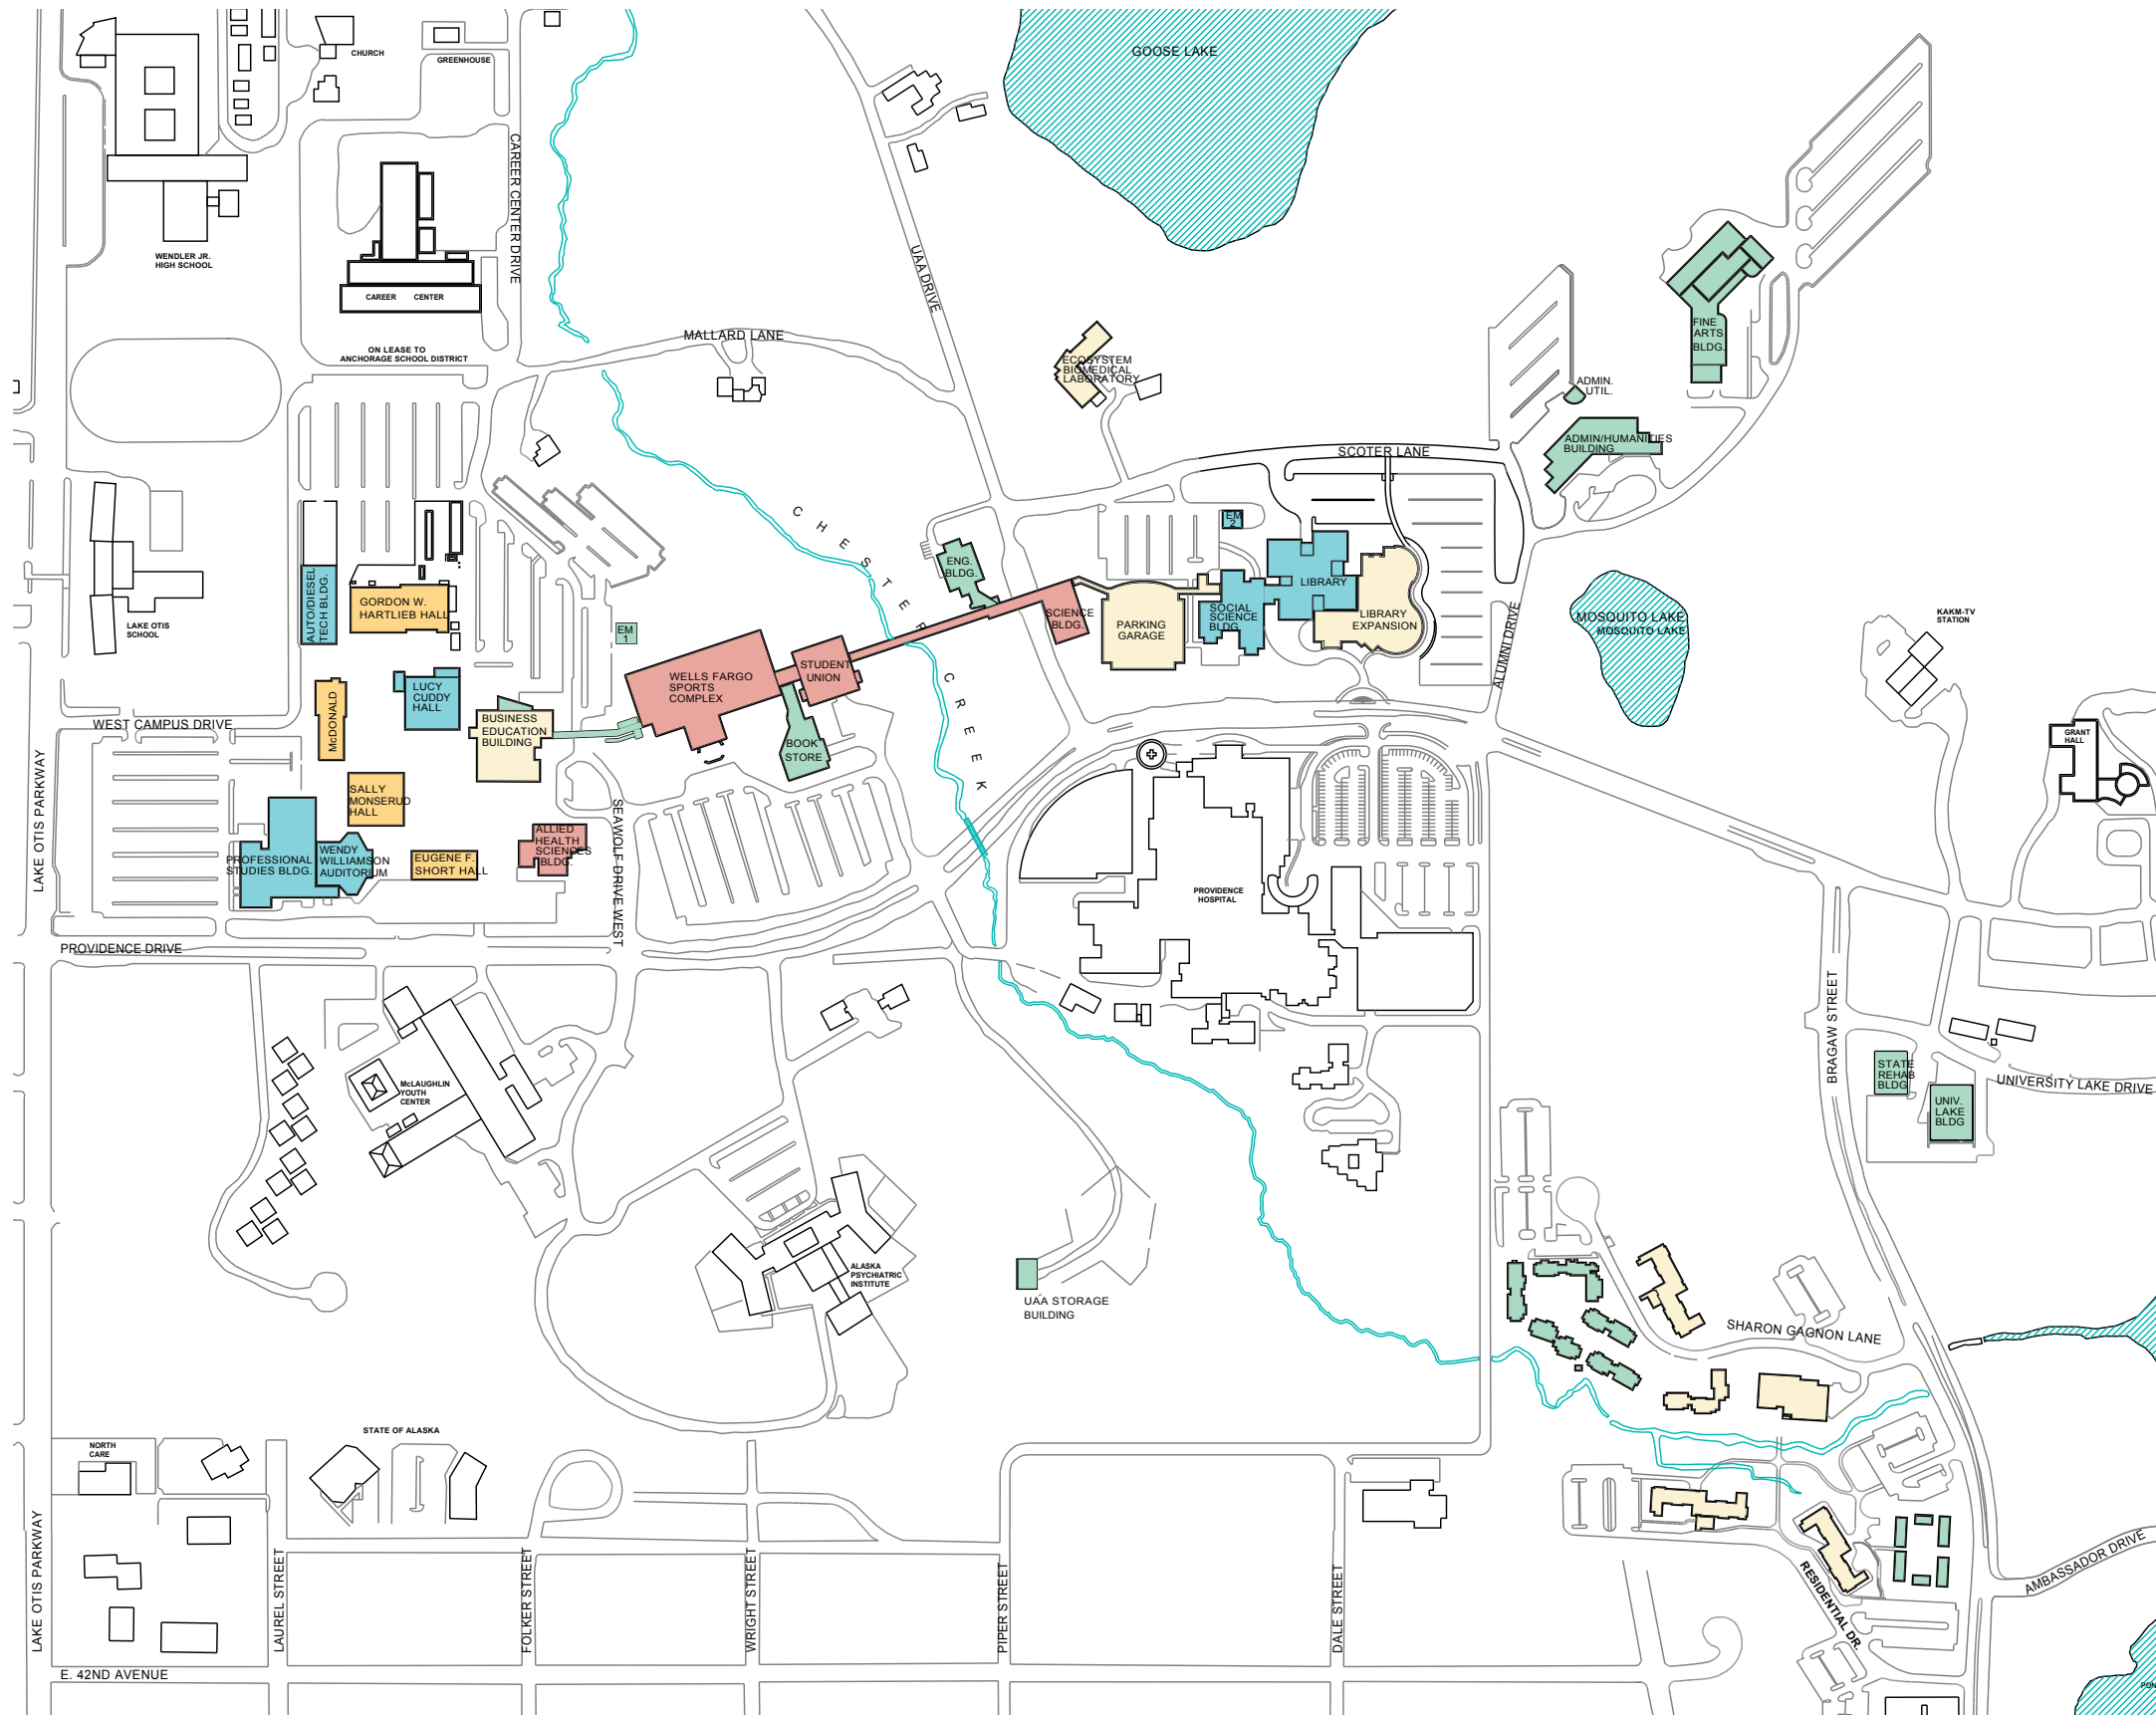 GOOSE LAKE
CHURCH
GREENHOUSE
CAREER CENTER DRIVE
WENDLER JR.
HIGH SCHOOL
UAA DRIVE
CAREER CENTER
MALLARD LANE
ON LEASE TO
ANCHORAGE SCHOOL DISTRICT
FINE
ARTS
BLDG.
ECOSYSTEM
BIOMEDICAL
LABORATORY
ADMIN.
UTIL.
ADMIN/HUMANITIES
BUILDING
SCOTER LANE
CHESTER CREEK
EM
2
ENG.
BLDG.
AUTO/DIESEL
TECH BLDG.
GORDON W.
HARTLIEB HALL
LAKE OTIS
SCHOOL
EM
1
SCIENCE
BLDG.
PARKING
GARAGE
SOCIAL
SCIENCE
BLDG
LIBRARY
LIBRARY
EXPANSION
ALUMNI DRIVE
MOSQUITO LAKE
MOSQUITO LAKE
KAKM-TV
STATION
WELLS FARGO
SPORTS
COMPLEX
STUDENT
UNION
LUCY
CUDDY
HALL
McDONALD
WEST CAMPUS DRIVE
BUSINESS
EDUCATION
BUILDING
BOOK
STORE
GRANT
HALL
LAKE OTIS PARKWAY
SALLY
MONSERUD
HALL
SEAWOLF DRIVE WEST
ALLIED
HEALTH
SCIENCES
BLDG.
PROFESSIONAL
STUDIES BLDG.
WENDY
WILLIAMSON
AUDITORIUM
EUGENE F.
SHORT HALL
PROVIDENCE
HOSPITAL
PROVIDENCE DRIVE
BRAGAW STREET
STATE
REHAB
BLDG
UNIVERSITY LAKE DRIVE
UNIV.
LAKE
BLDG
McLAUGHLIN
YOUTH
CENTER
ALASKA
PSYCHIATRIC
INSTITUTE
UAA STORAGE
BUILDING
SHARON GAGNON LANE
STATE OF ALASKA
NORTH
CARE
LAKE OTIS PARKWAY
LAUREL STREET
FOLKER STREET
WRIGHT STREET
PIPER STREET
DALE STREET
RESIDENTIAL DR.
AMBASSADOR DRIVE
E. 42ND AVENUE